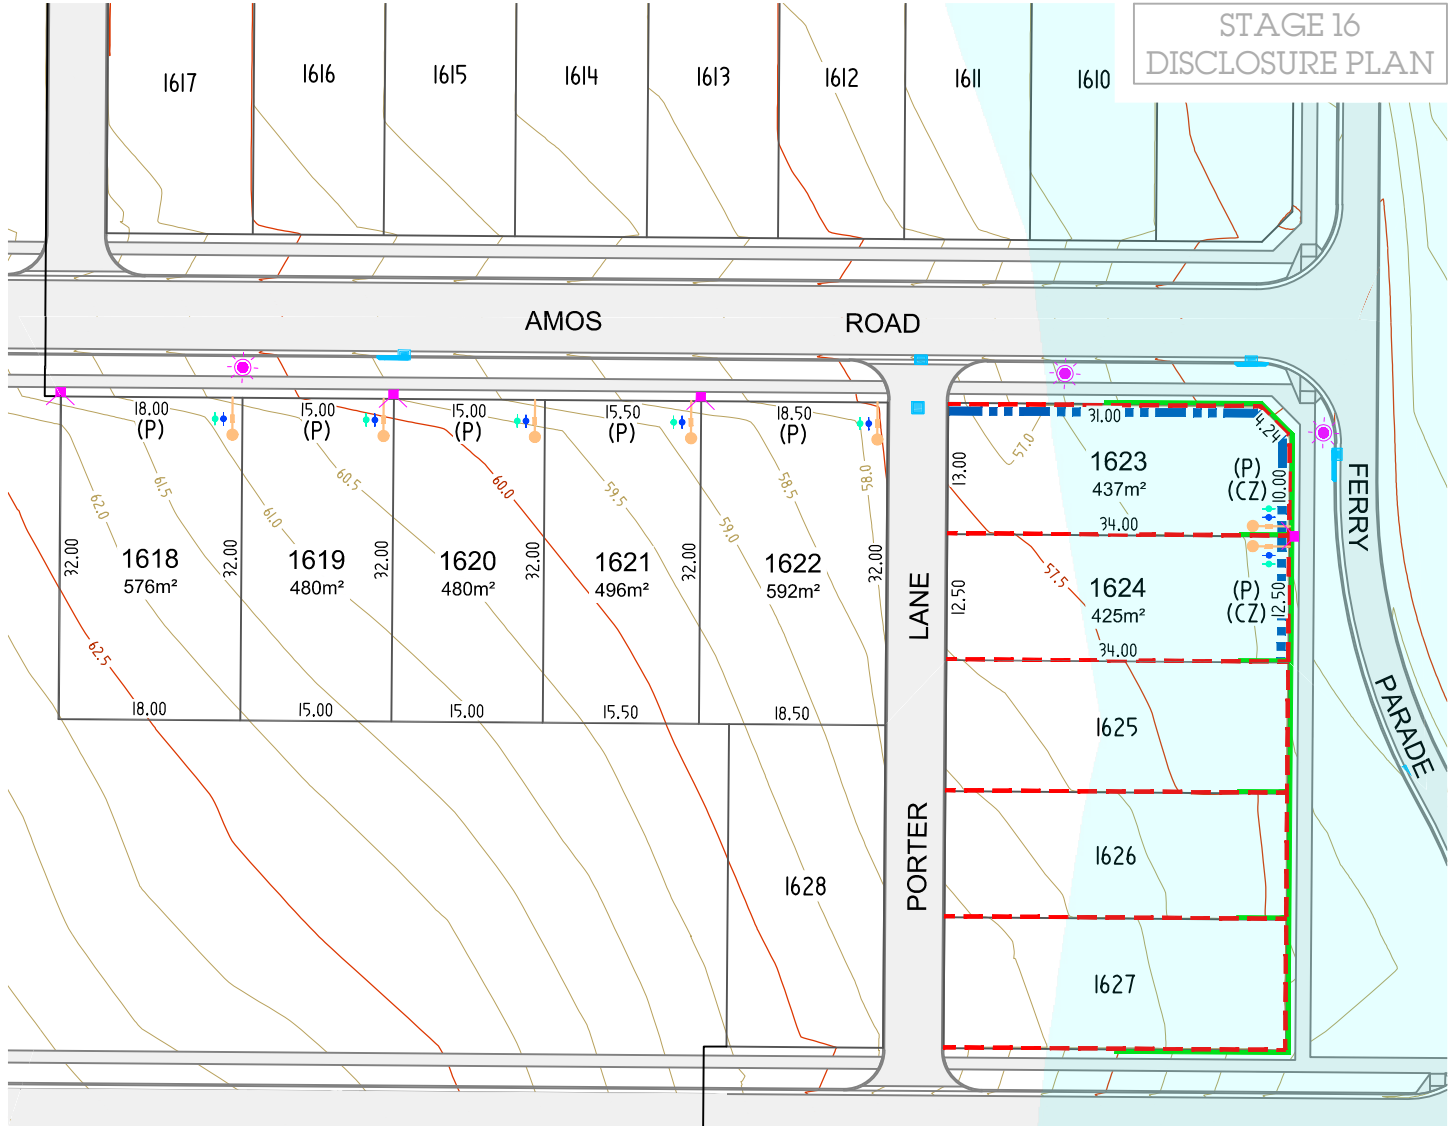 STAGE 16
DISCLOSURE PLAN
1617
1616
1615
1614
1613
1612
1611
1610
AMOS ROAD
18.00
(P)
15.00
(P)
15.00
(P)
15.50
(P)
18.50
(P)
31.00
4.24
57.0
13.00
1623
437m²
(P)
(CZ)
10.00
34.00
FERRY
62.0
61.5
61.0
60.5
60.0
59.5
59.0
58.5
58.0
32.00
1618
576m²
32.00
1619
480m²
32.00
1620
480m²
32.00
1621
496m²
32.00
1622
592m²
32.00
LANE
12.50
57.5
1624
425m²
(P)
(CZ)
12.50
34.00
62.5
18.00
15.00
15.00
15.50
18.50
1625
PARADE
1626
PORTER
1628
1627